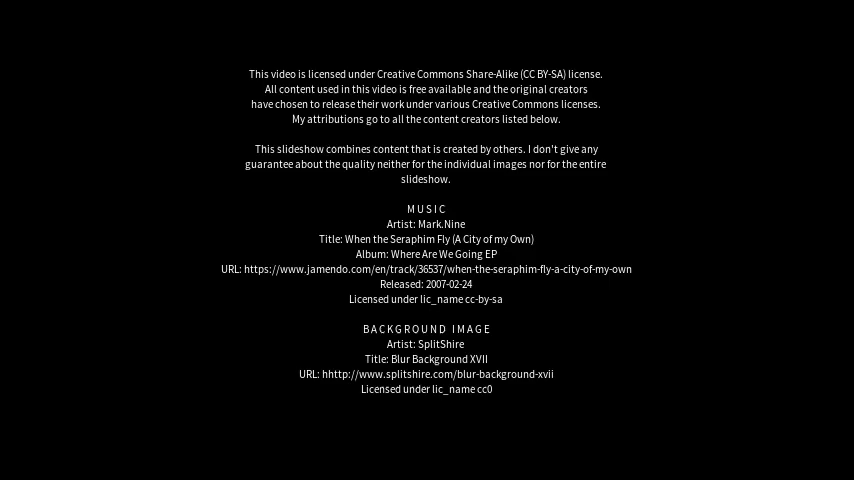 This video is licensed under Creative Commons Share-Alike (CC BY-SA) license.
All content used in this video is free available and the original creators
have chosen to release their work under various Creative Commons licenses.
My attributions go to all the content creators listed below.
This slideshow combines content that is created by others. I don't give any
guarantee about the quality neither for the individual images nor for the entire
slideshow.
MUSIC
Artist: Mark.Nine
Title: When the Seraphim Fly (A City of my Own)
Album: Where Are We Going EP
URL: https://www.jamendo.com/en/track/36537/when-the-seraphim-fly-a-city-of-my-own
Released: 2007-02-24
Licensed under lic_name cc-by-sa
BACKGROUND IMAGE
Artist: SplitShire
Title: Blur Background XVII
URL: hhttp://www.splitshire.com/blur-background-xvii
Licensed under lic_name cc0